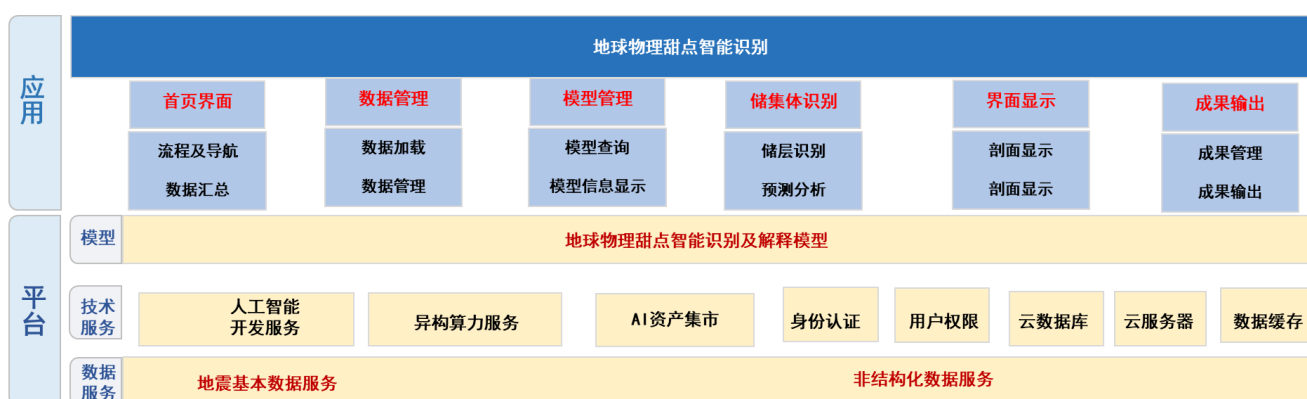 应用
地球物理甜点智能识别
首页界面
数据管理
模型管理
储集体识别
界面显示
成果输出
流程及导航
数据汇总
数据加载
数据管理
模型查询
模型信息显示
储层识别
预测分析
剖面显示
剖面显示
成果管理
成果输出
平台
模型
地球物理甜点智能识别及解释模型
技术
服务
人工智能
开发服务
异构算力服务
AI资产集市
身份认证
用户权限
云数据库
云服务器
数据缓存
数据
服务
地震基本数据服务
非结构化数据服务